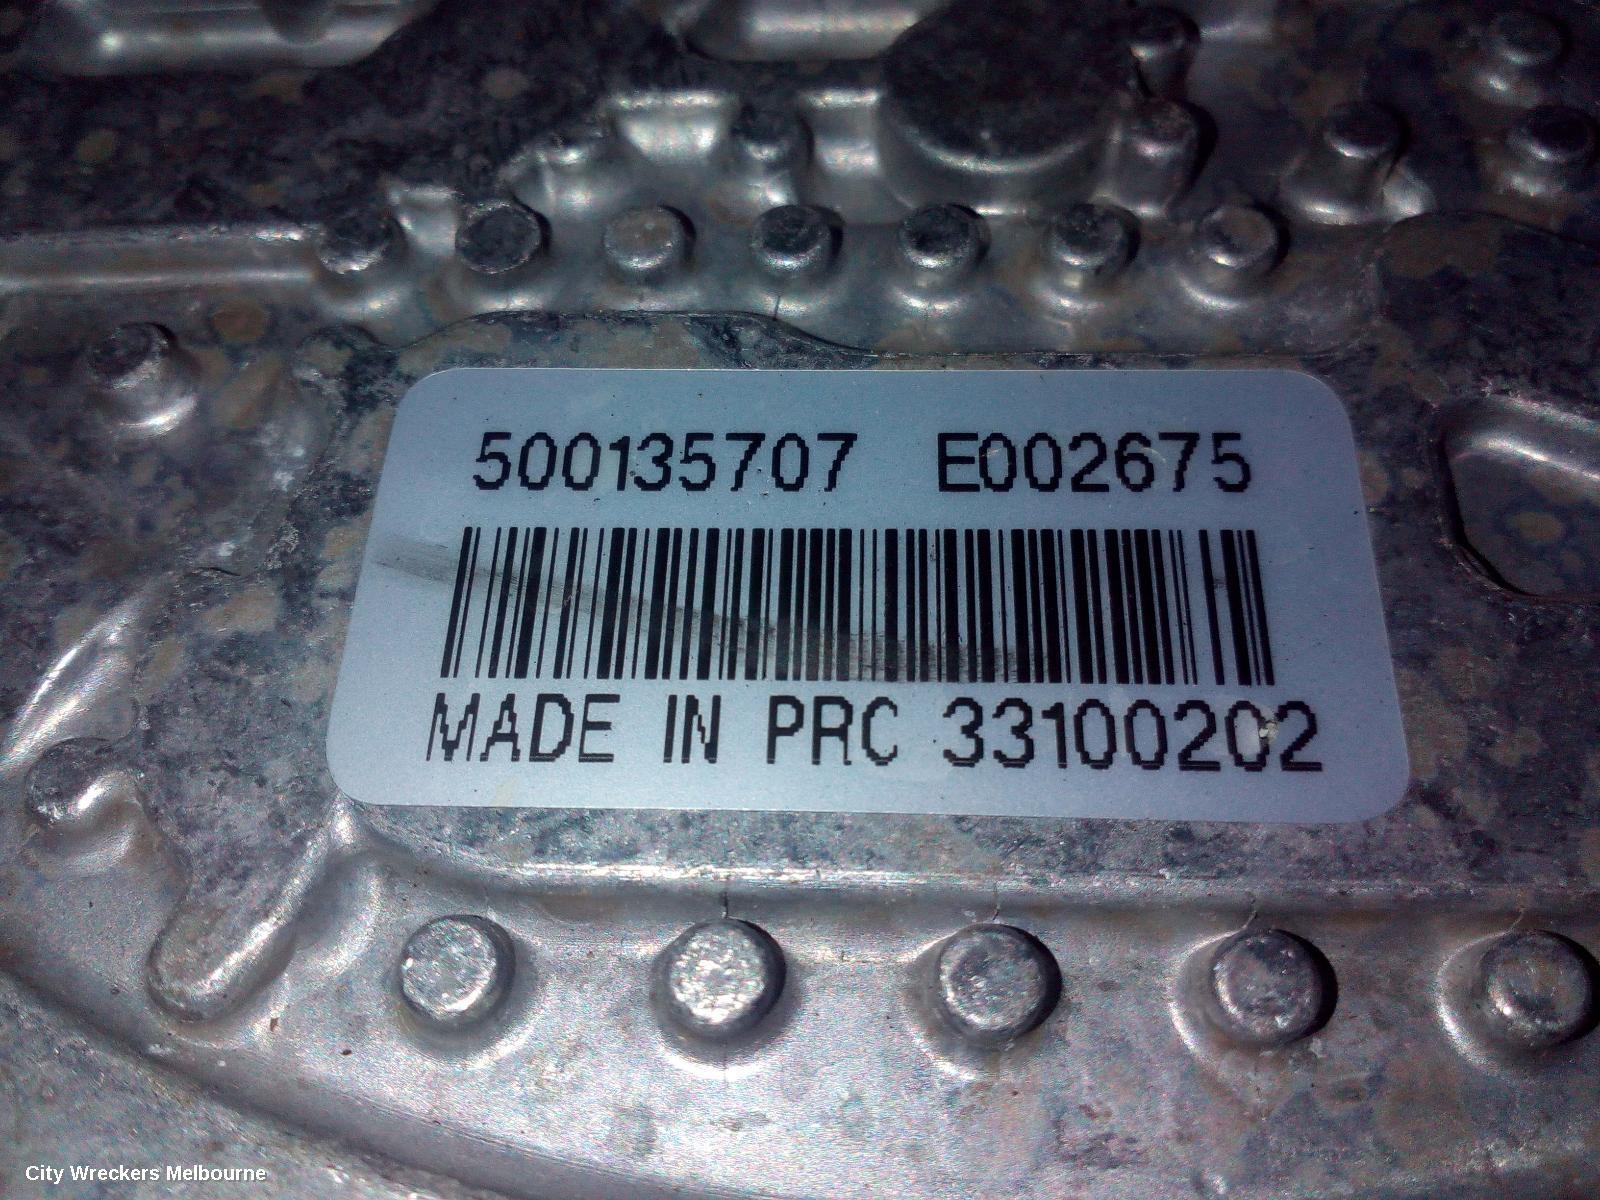 500135707 E002675
MADE IN PRC 33100202
City Wreckers Melbourne